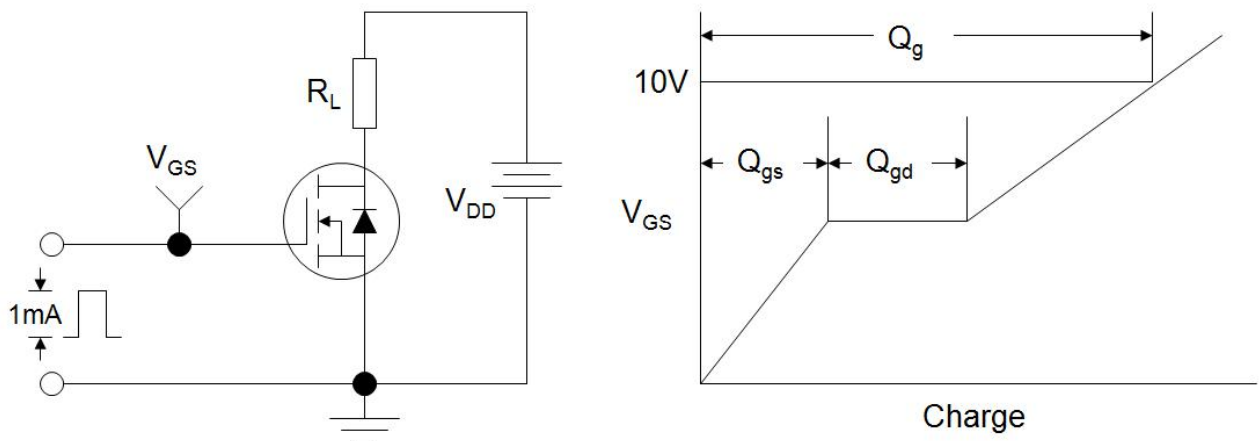 R_L
V_GS
V_DD
1mA
Q_g
10V
Q_gs
Q_gd
V_GS
Charge